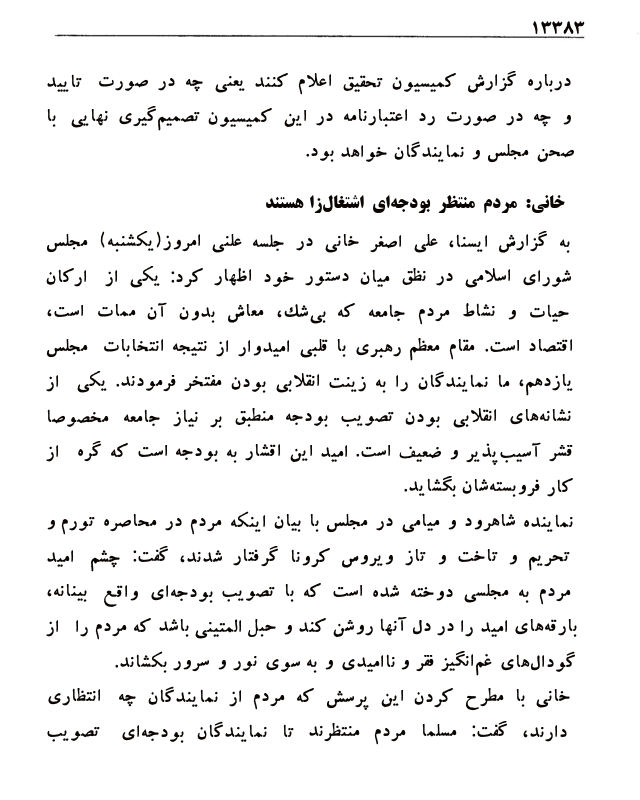 ۱۳۳۸۳
درباره گزارش کمیسیون تحقیق اعلام کنند یعنی چه در صورت تایید
و چه در صورت رد اعتبارنامه در این کمیسیون تصمیم‌گیری نهایی با
صحن مجلس و نمایندگان خواهد بود.
خانی: مردم منتظر بودجه‌ای اشتغال‌زا هستند
به گزارش ایسنا، علی اصغر خانی در جلسه علنی امروز(یکشنبه) مجلس
شورای اسلامی در نطق میان دستور خود اظهار کرد: یکی از ارکان
حیات و نشاط مردم جامعه که بی‌شك، معاش بدون آن ممات است،
اقتصاد است. مقام معظم رهبری با قلبی امیدوار از نتیجه انتخابات مجلس
یازدهم، ما نمایندگان را به زینت انقلابی بودن مفتخر فرمودند. یکی از
نشانه‌های انقلابی بودن تصویب بودجه منطبق بر نیاز جامعه مخصوصا
قشر آسیب‌پذیر و ضعیف است. امید این اقشار به بودجه است که گره از
کار فروبسته‌شان بگشاید.
نماینده شاهرود و میامی در مجلس با بیان اینکه مردم در محاصره تورم و
تحریم و تاخت و تاز ویروس کرونا گرفتار شدند، گفت: چشم امید
مردم به مجلسی دوخته شده است که با تصویب بودجه‌ای واقع بینانه،
بارقه‌های امید را در دل آنها روشن کند و حبل المتینی باشد که مردم را از
گودال‌های غم‌انگیز فقر و ناامیدی و به سوی نور و سرور بکشاند.
خانی با مطرح کردن این پرسش که مردم از نمایندگان چه انتظاری
دارند، گفت: مسلما مردم منتظرند تا نمایندگان بودجه‌ای تصویب